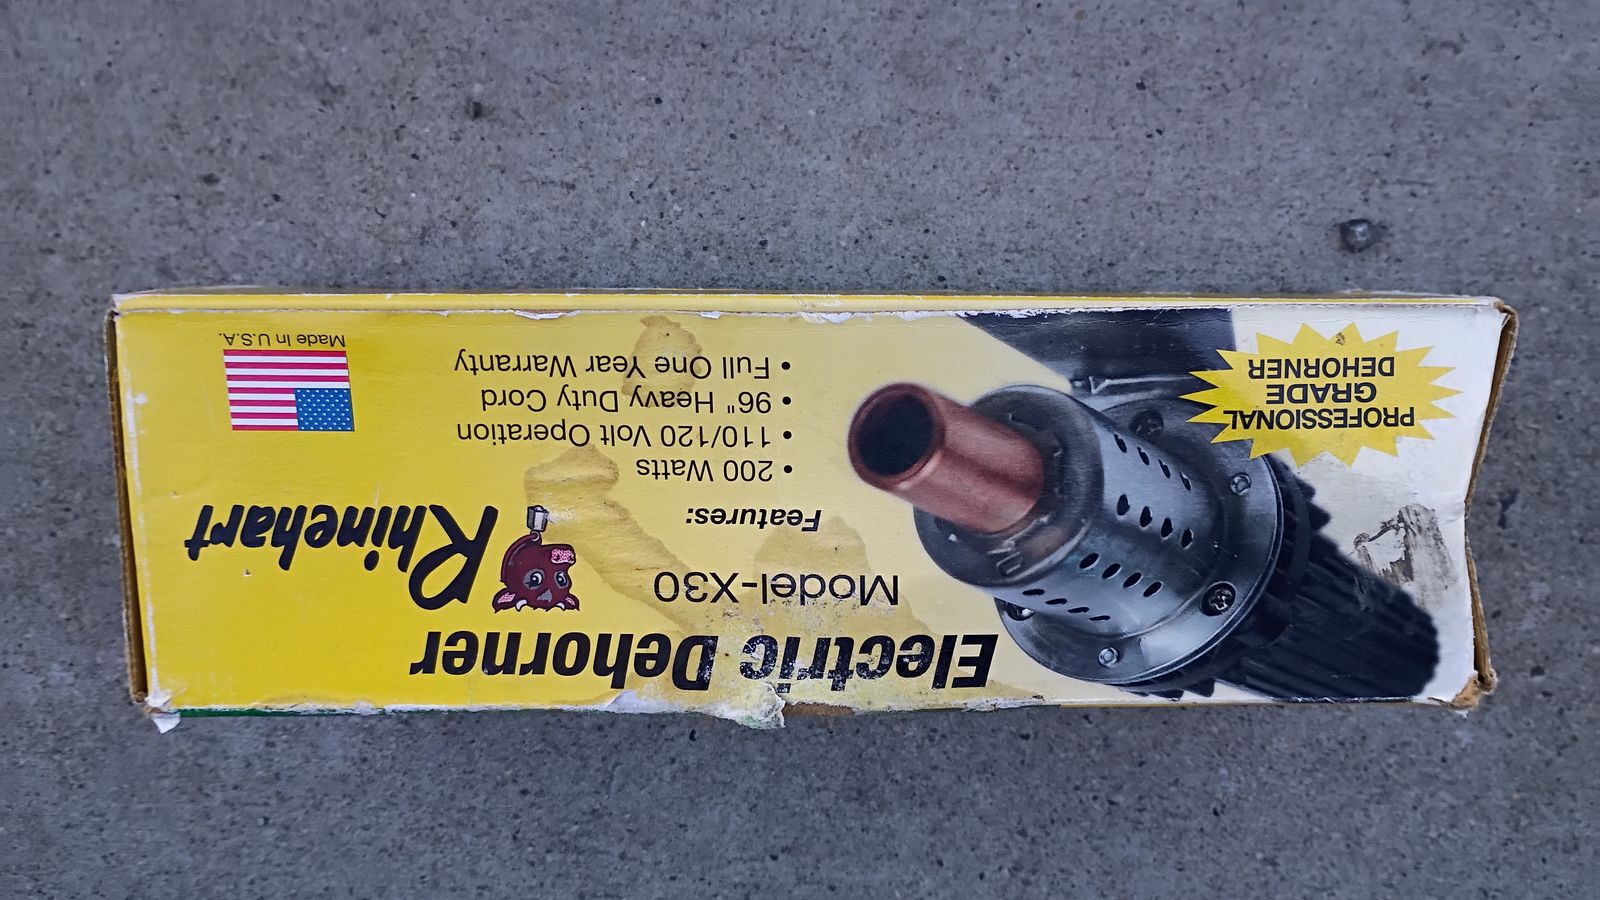 Electric Dehorner
Model-X30
Rhinehart
Features:
• 200 Watts
• 110/120 Volt Operation
• 96" Heavy Duty Cord
• Full One Year Warranty
Made In U.S.A.
PROFESSIONAL
GRADE
DEHORNER